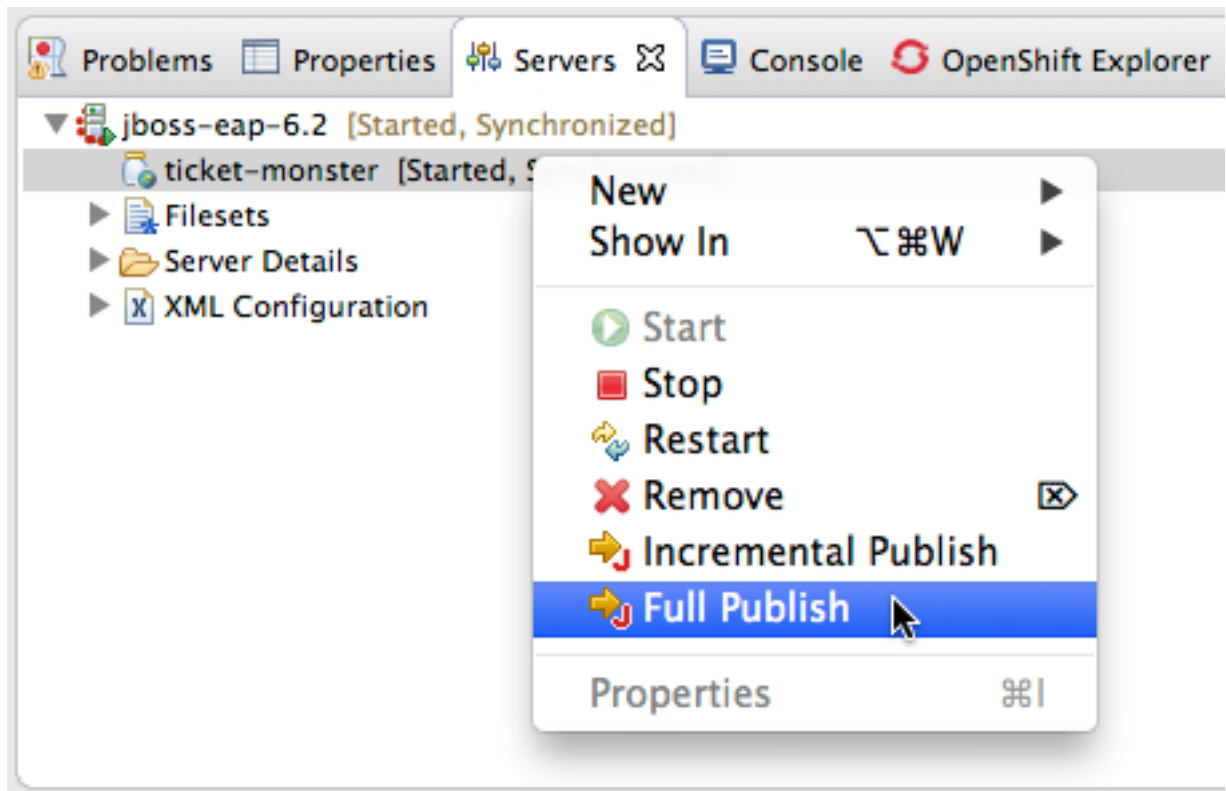 Problems Properties Servers Console OpenShift Explorer
jboss-eap-6.2 [Started, Synchronized]
ticket-monster [Started,
Filesets
Server Details
XML Configuration
New
Show In ⌥⌘W
Start
Stop
Restart
Remove
Incremental Publish
Full Publish
Properties ⌘I